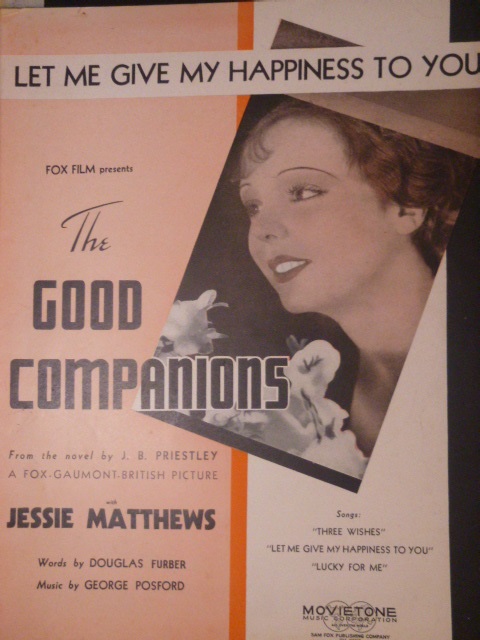 LET ME GIVE MY HAPPINESS TO YOU
FOX FILM presents
The
GOOD
COMPANIONS
From the novel by J. B. PRIESTLEY
A FOX-GAUMONT-BRITISH PICTURE
with
JESSIE MATTHEWS
Words by DOUGLAS FURBER
Music by GEORGE POSFORD
Songs:
"THREE WISHES"
"LET ME GIVE MY HAPPINESS TO YOU"
"LUCKY FOR ME"
MOVIETONE
MUSIC CORPORATION
SAM FOX PUBLISHING COMPANY